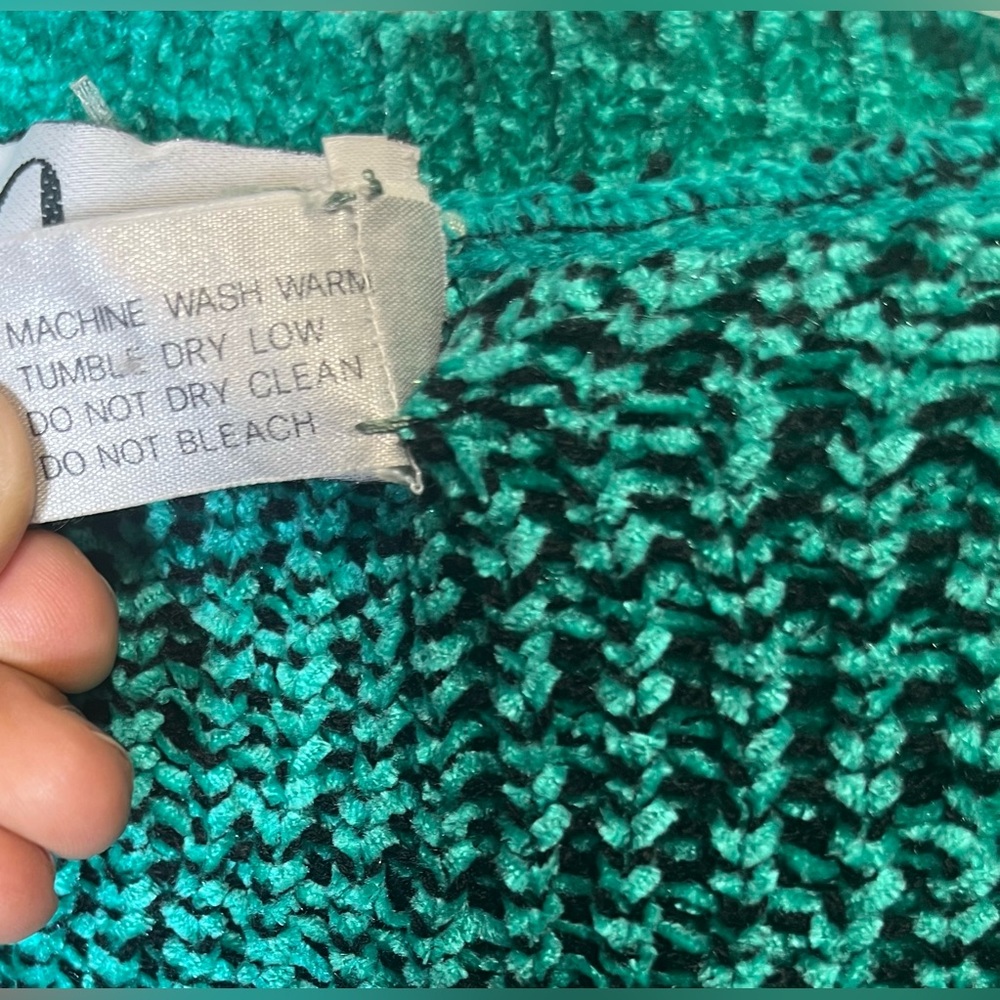 MACHINE WASH WARM
TUMBLE DRY LOW
DO NOT DRY CLEAN
DO NOT BLEACH